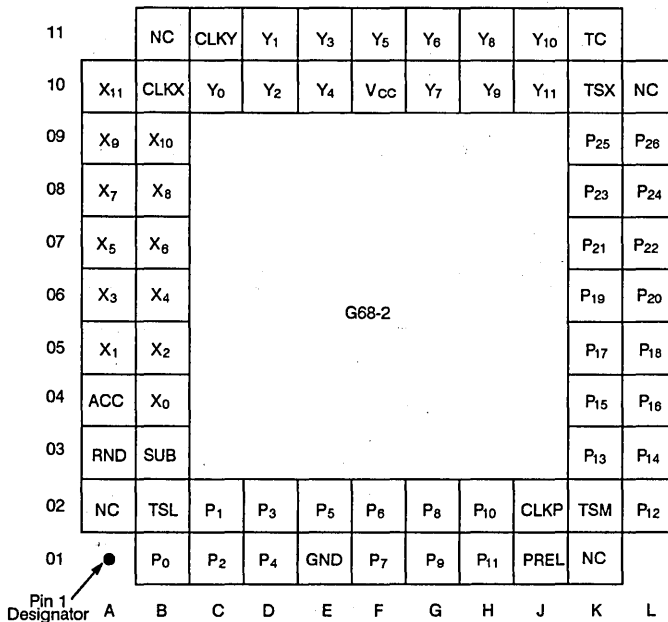 11 NC CLKY Y1 Y3 Y5 Y6 Y8 Y10 TC
10 X11 CLKX Y0 Y2 Y4 VCC Y7 Y9 Y11 TSX NC
09 X9 X10 P25 P26
08 X7 X8 P23 P24
07 X5 X6 P21 P22
06 X3 X4 G68-2 P19 P20
05 X1 X2 P17 P18
04 ACC X0 P15 P16
03 RND SUB P13 P14
02 NC TSL P1 P3 P5 P6 P8 P10 CLKP TSM P12
01 P0 P2 P4 GND P7 P9 P11 PREL NC
Pin 1
Designator A B C D E F G H J K L